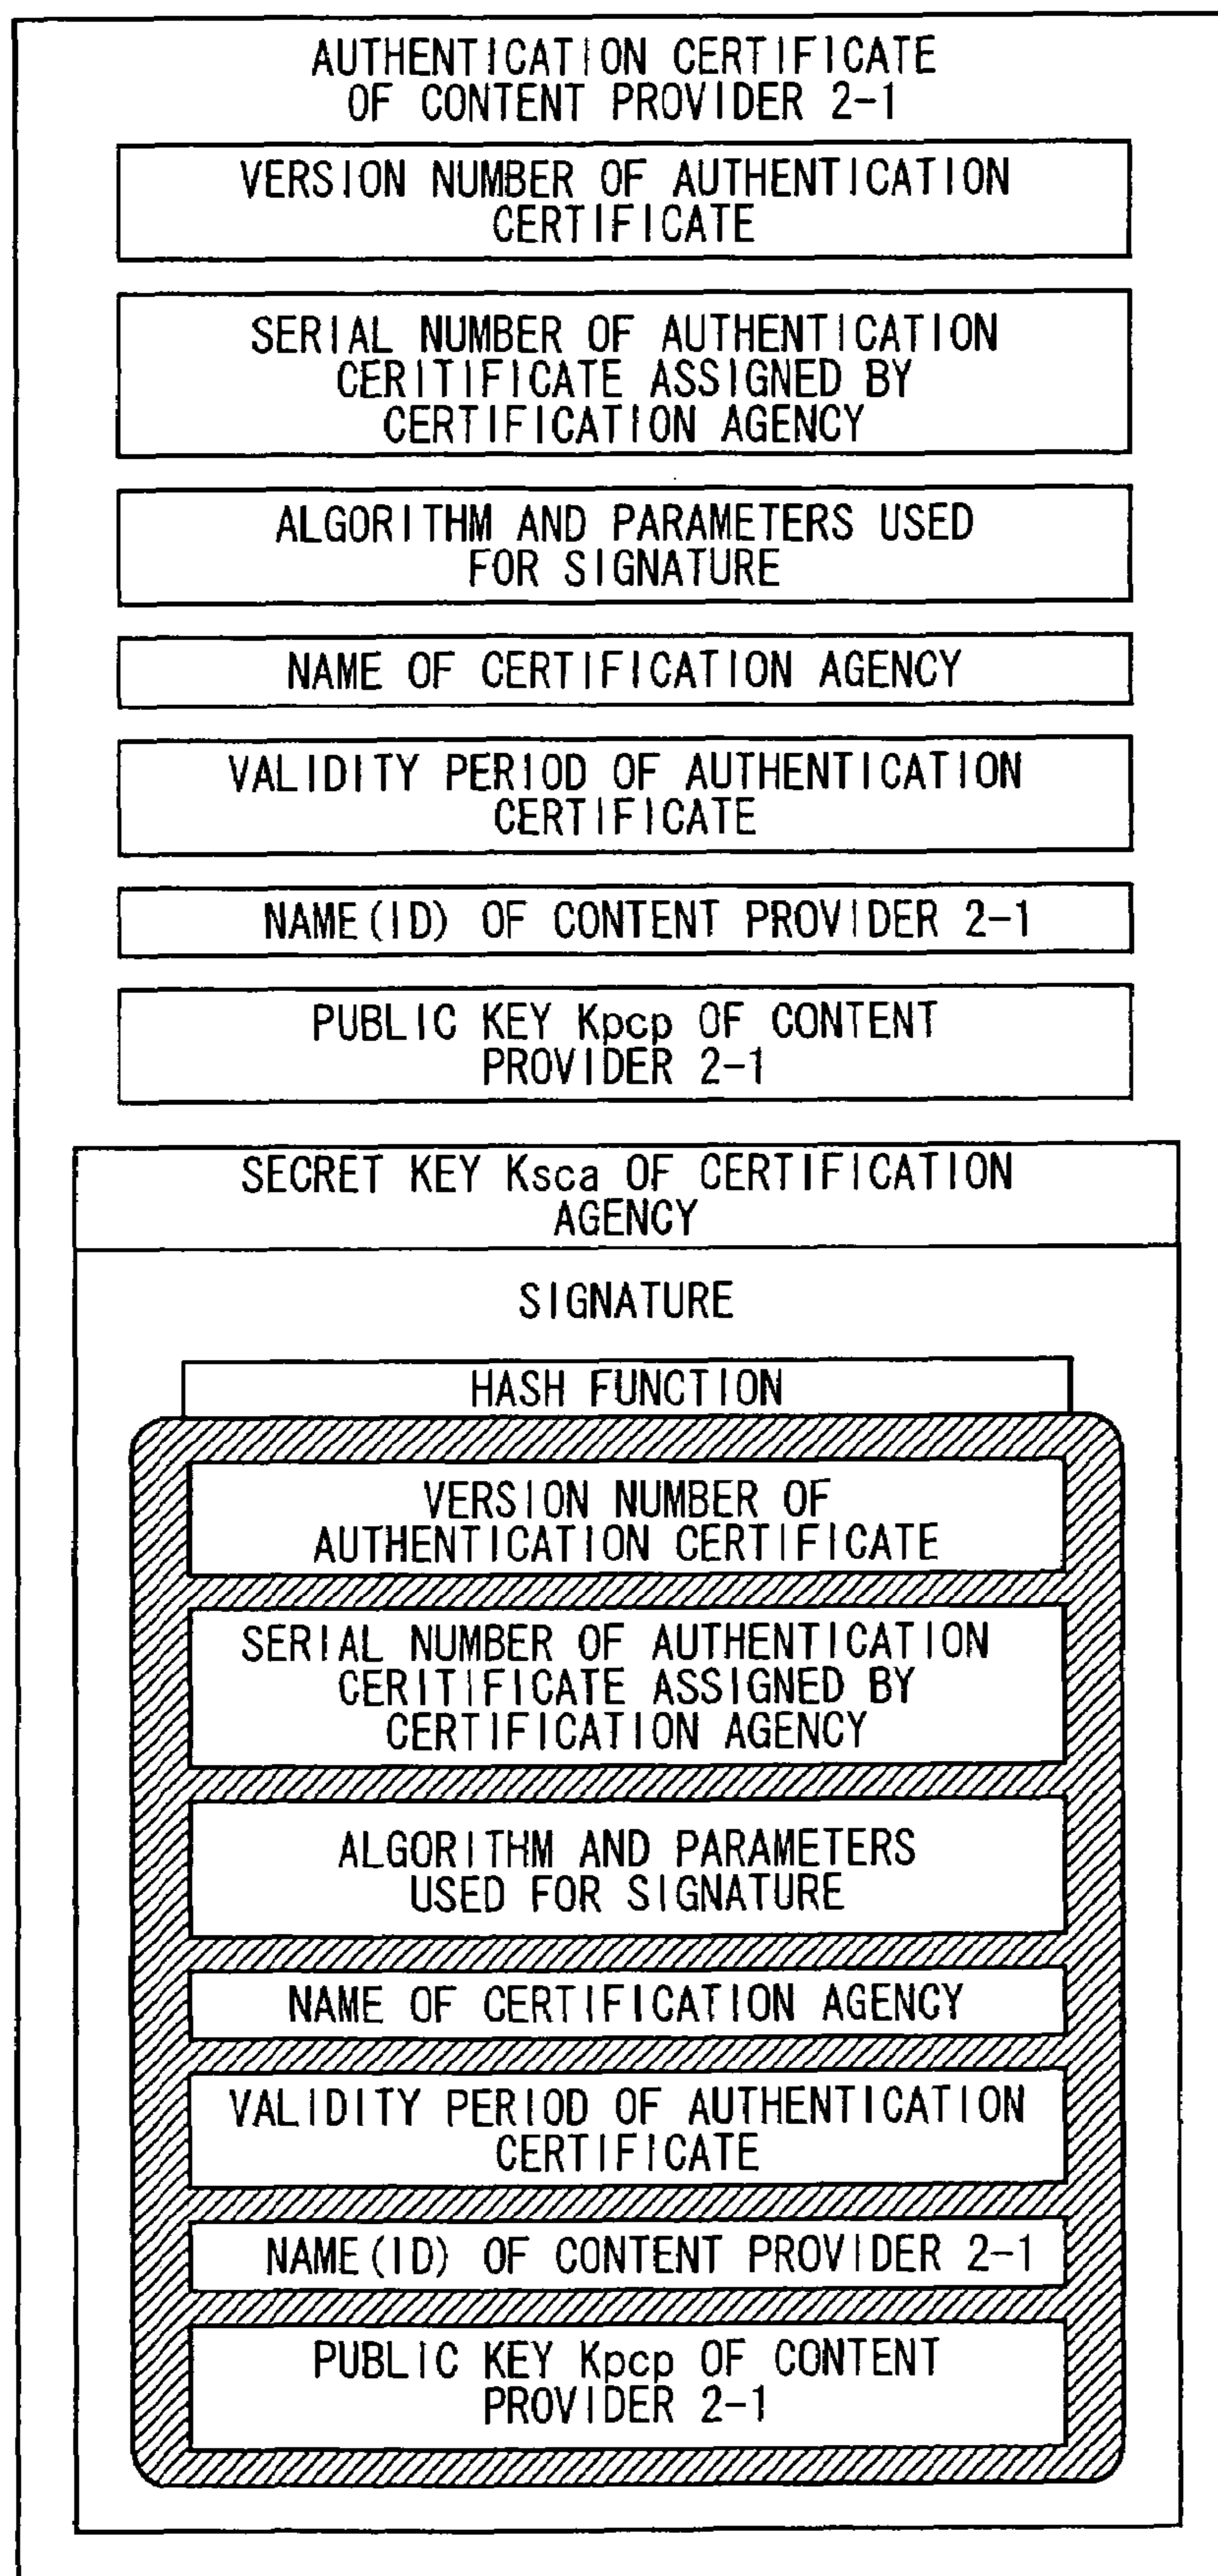 AUTHENTICATION CERTIFICATE
OF CONTENT PROVIDER 2-1
VERSION NUMBER OF AUTHENTICATION
CERTIFICATE
SERIAL NUMBER OF AUTHENTICATION
CERITIFICATE ASSIGNED BY
CERTIFICATION AGENCY
ALGORITHM AND PARAMETERS USED
FOR SIGNATURE
NAME OF CERTIFICATION AGENCY
VALIDITY PERIOD OF AUTHENTICATION
CERTIFICATE
NAME(ID) OF CONTENT PROVIDER 2-1
PUBLIC KEY Kpcp OF CONTENT
PROVIDER 2-1
SECRET KEY Ksca OF CERTIFICATION
AGENCY
SIGNATURE
HASH FUNCTION
VERSION NUMBER OF
AUTHENTICATION CERTIFICATE
SERIAL NUMBER OF AUTHENTICATION
CERITIFICATE ASSIGNED BY
CERTIFICATION AGENCY
ALGORITHM AND PARAMETERS
USED FOR SIGNATURE
NAME OF CERTIFICATION AGENCY
VALIDITY PERIOD OF AUTHENTICATION
CERTIFICATE
NAME(ID) OF CONTENT PROVIDER 2-1
PUBLIC KEY Kpcp OF CONTENT
PROVIDER 2-1